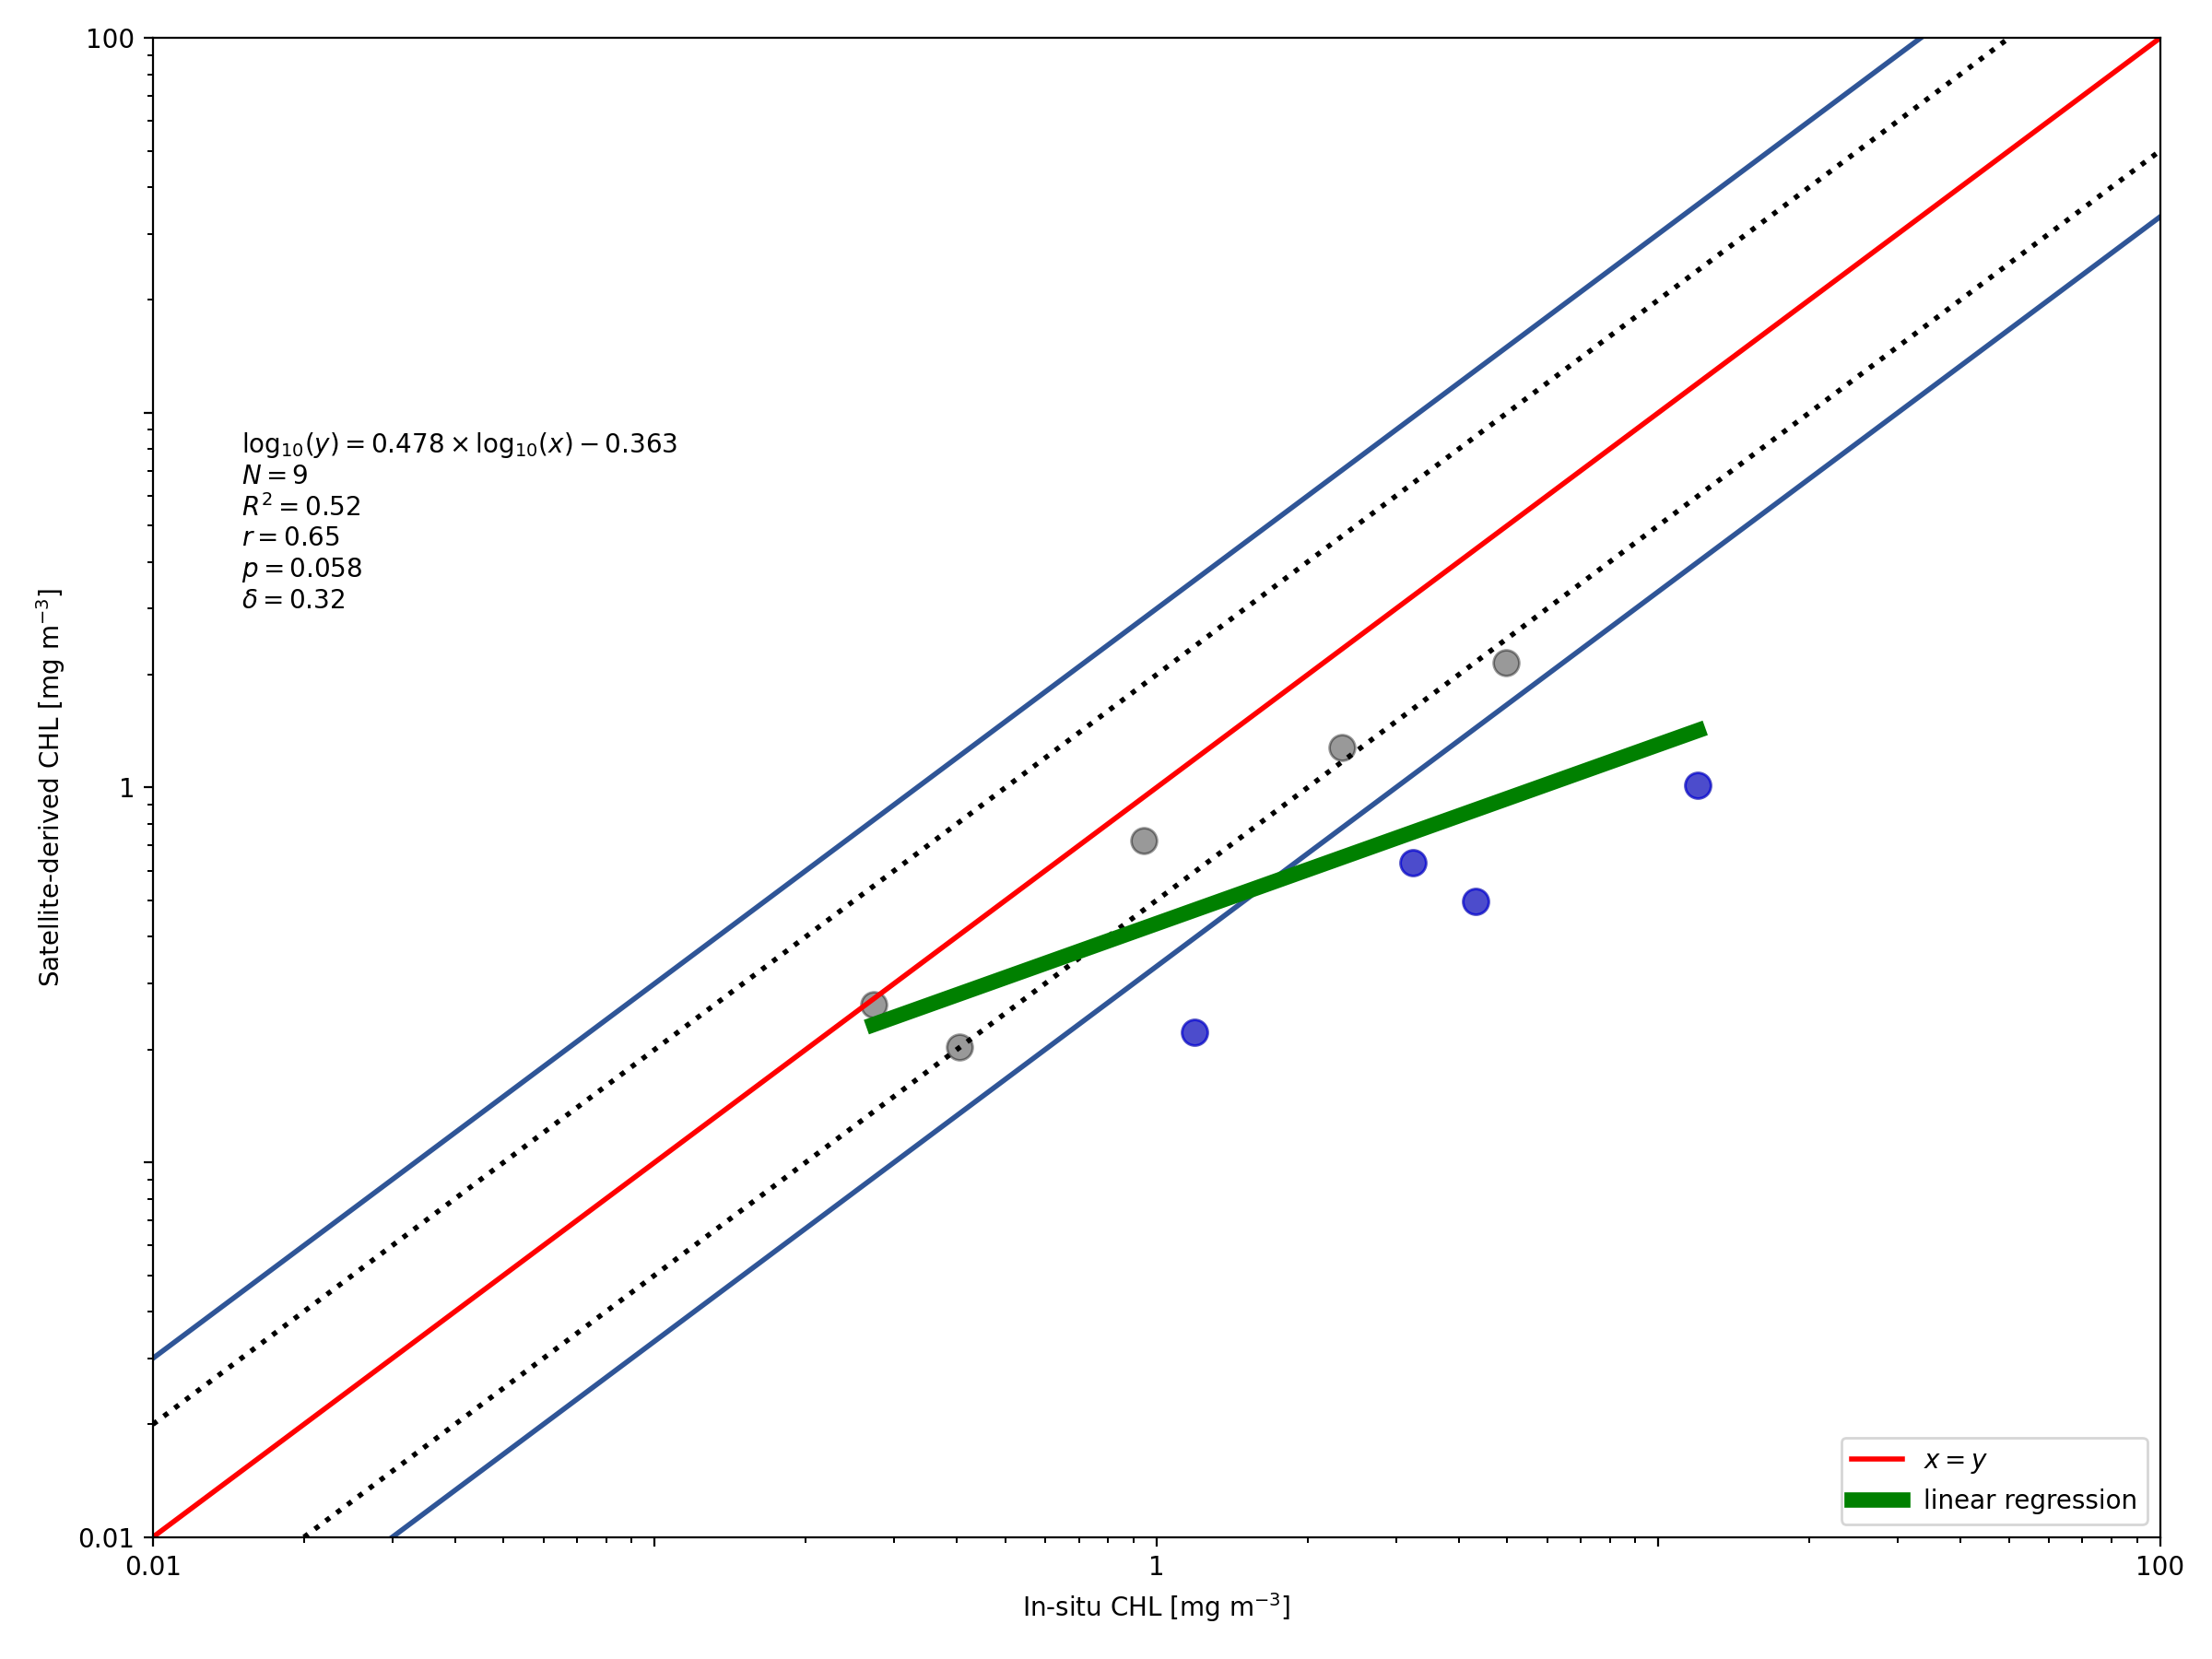 100
log₁₀(y) = 0.478 × log₁₀(x) − 0.363
N = 9
R² = 0.52
r = 0.65
p = 0.058
δ = 0.32
Satellite-derived CHL [mg m⁻³]
1
0.01
x = y
linear regression
0.01 1 100
In-situ CHL [mg m⁻³]